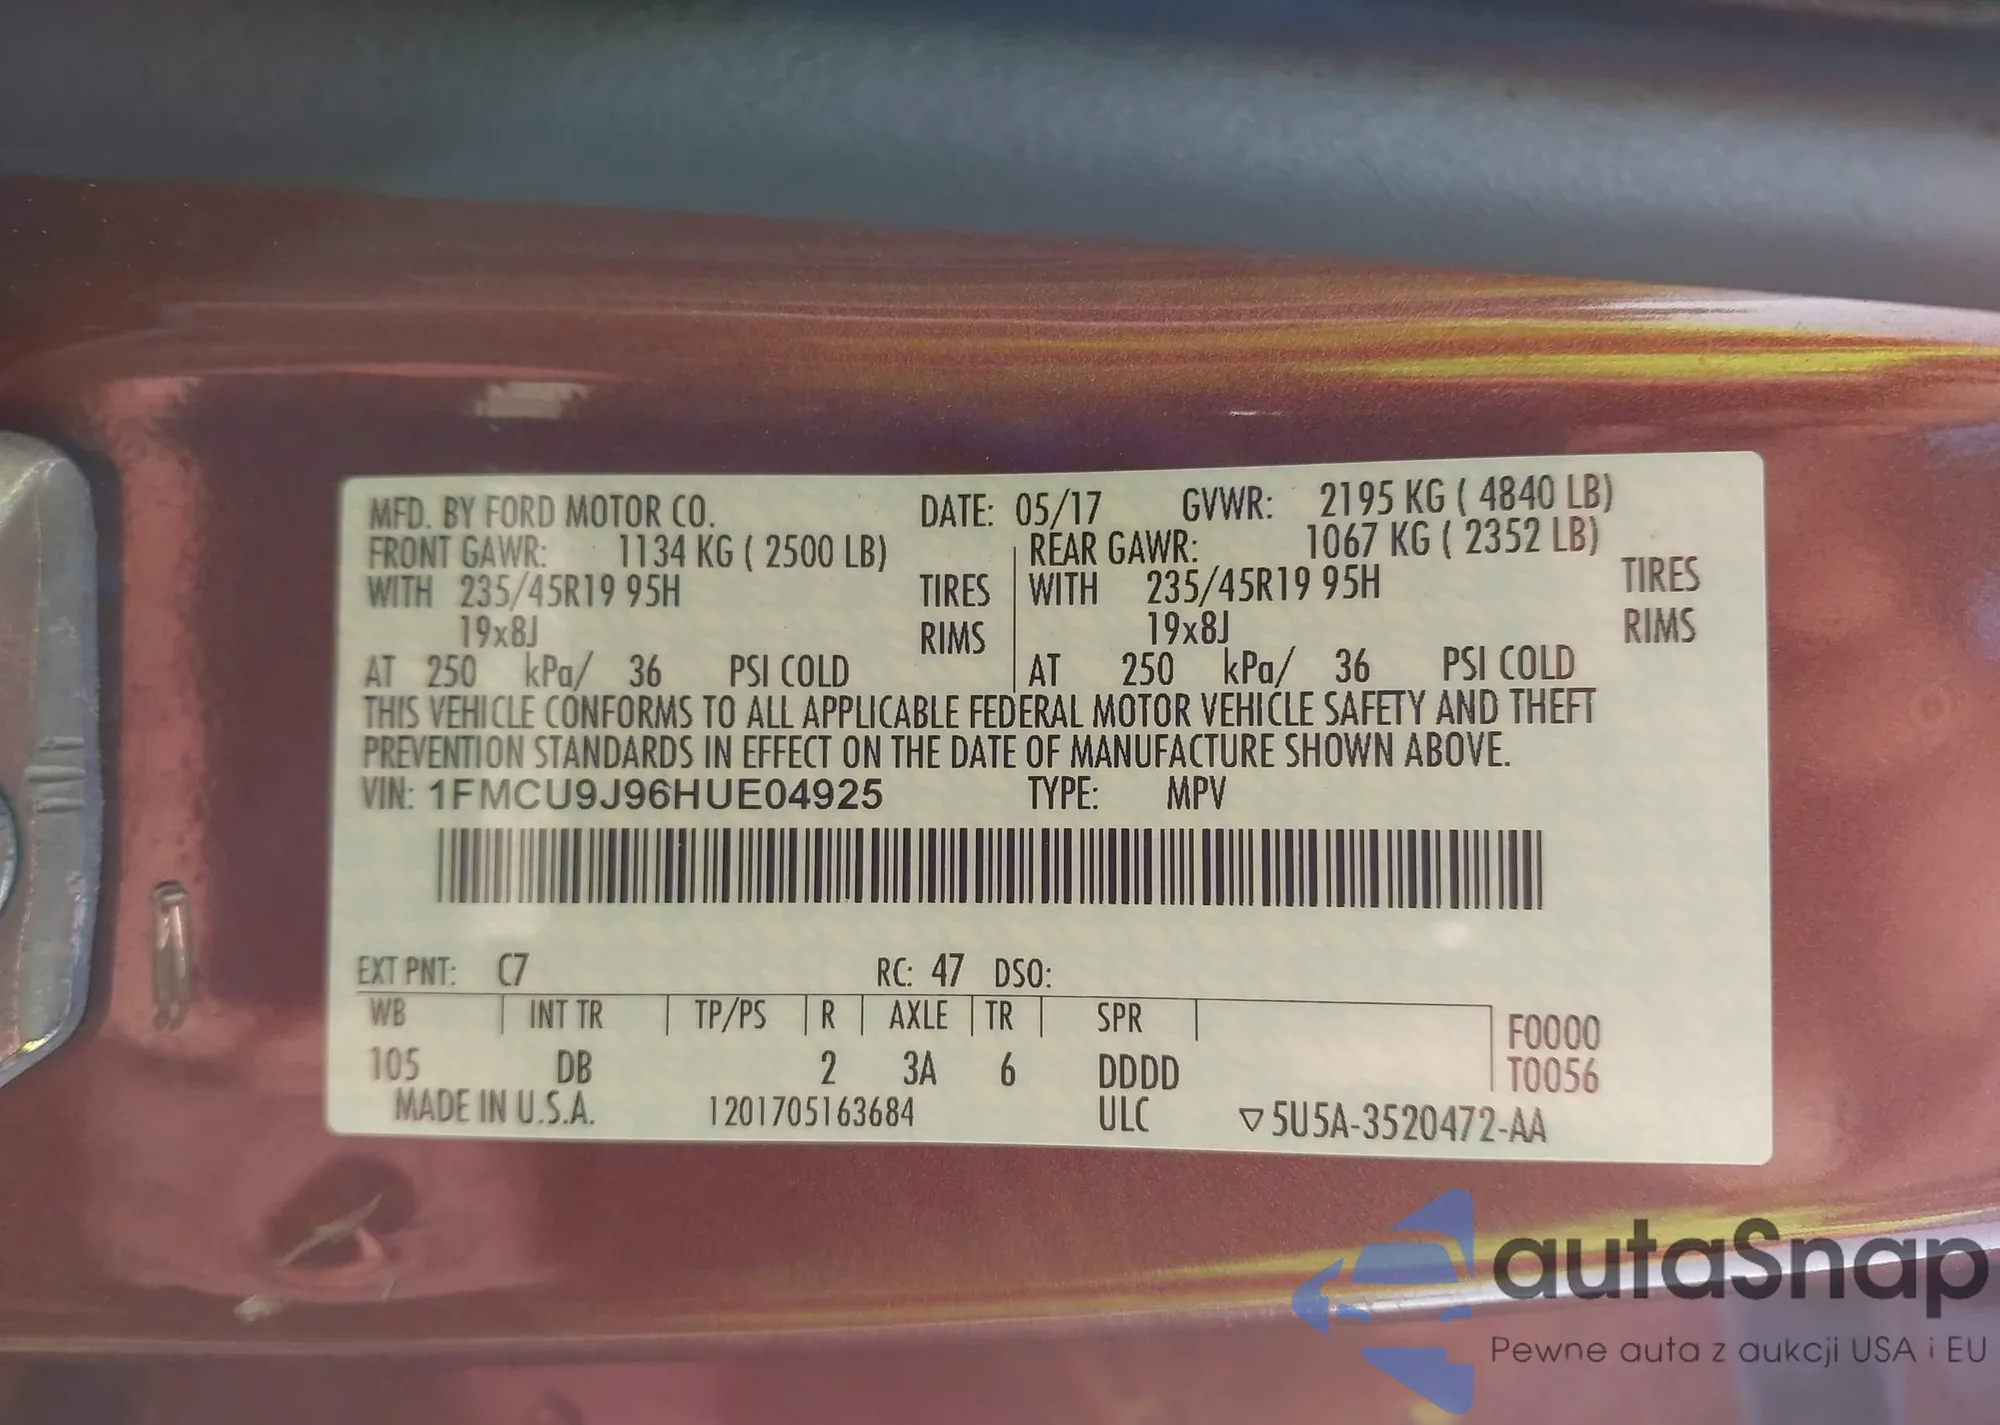 MFD. BY FORD MOTOR CO. DATE: 05/17 GVWR: 2195 KG ( 4840 LB)
FRONT GAWR: 1134 KG ( 2500 LB) REAR GAWR: 1067 KG ( 2352 LB)
WITH 235/45R19 95H TIRES WITH 235/45R19 95H TIRES
19x8J RIMS 19x8J RIMS
AT 250 kPa/ 36 PSI COLD AT 250 kPa/ 36 PSI COLD
THIS VEHICLE CONFORMS TO ALL APPLICABLE FEDERAL MOTOR VEHICLE SAFETY AND THEFT
PREVENTION STANDARDS IN EFFECT ON THE DATE OF MANUFACTURE SHOWN ABOVE.
VIN: 1FMCU9J96HUE04925 TYPE: MPV
EXT PNT: C7 RC: 47 DSO:
WB INT TR TP/PS R AXLE TR SPR F0000
105 DB 2 3A 6 DDDD T0056
MADE IN U.S.A. 1201705163684 ULC ▽5U5A-3520472-AA
autaSnap
Pewne auta z aukcji USA i EU